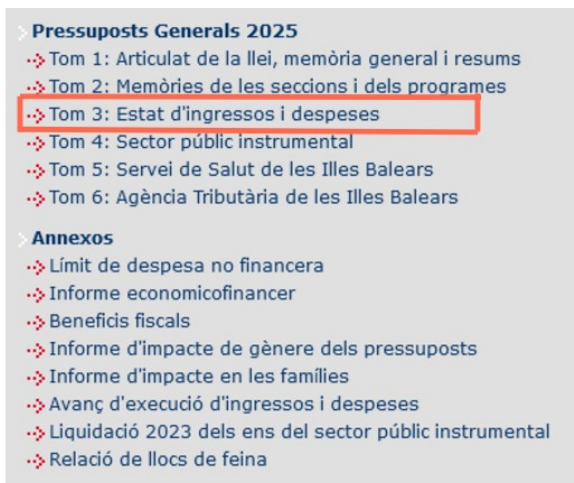 Pressuposts Generals 2025
Tom 1: Articulat de la llei, memòria general i resums
Tom 2: Memòries de les seccions i dels programes
Tom 3: Estat d'ingressos i despeses
Tom 4: Sector públic instrumental
Tom 5: Servei de Salut de les Illes Balears
Tom 6: Agència Tributària de les Illes Balears
Annexos
Límit de despesa no financera
Informe economicofinancer
Beneficis fiscals
Informe d'impacte de gènere dels pressuposts
Informe d'impacte en les famílies
Avanç d'execució d'ingressos i despeses
Liquidació 2023 dels ens del sector públic instrumental
Relació de llocs de feina